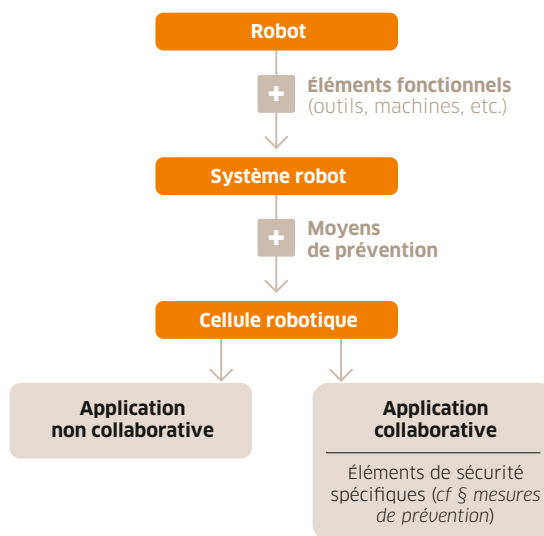 Robot
+
Éléments fonctionnels
(outils, machines, etc.)
Système robot
+
Moyens
de prévention
Cellule robotique
Application
non collaborative
Application
collaborative
Éléments de sécurité
spécifiques (cf § mesures
de prévention)